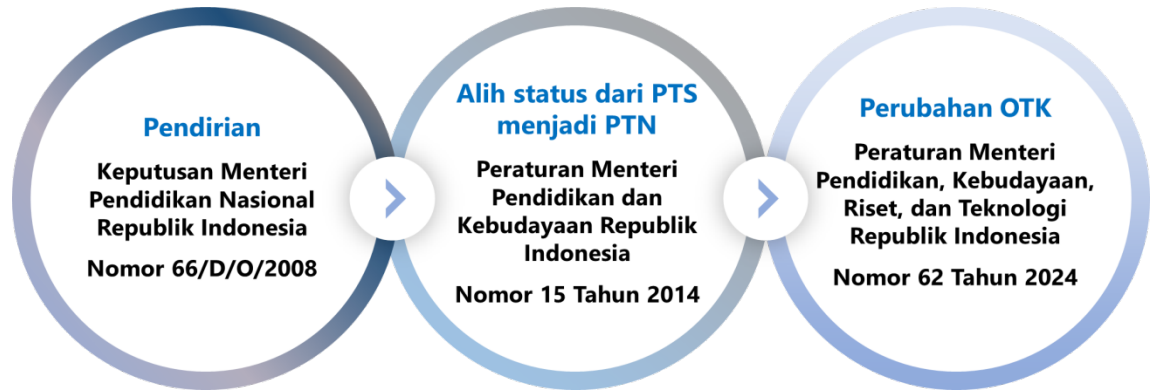 Pendirian
Keputusan Menteri
Pendidikan Nasional
Republik Indonesia
Nomor 66/D/O/2008
Alih status dari PTS
menjadi PTN
Peraturan Menteri
Pendidikan dan
Kebudayaan Republik
Indonesia
Nomor 15 Tahun 2014
Perubahan OTK
Peraturan Menteri
Pendidikan, Kebudayaan,
Riset, dan Teknologi
Republik Indonesia
Nomor 62 Tahun 2024